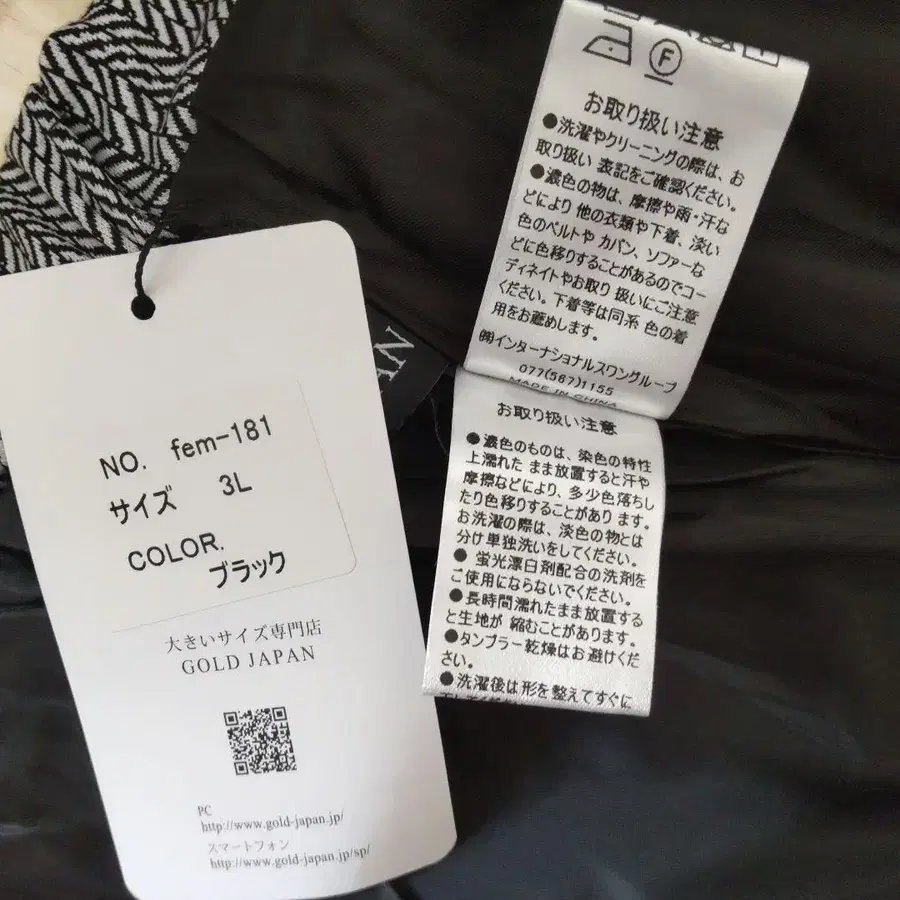 NO. fem-181
サイズ 3L
COLOR.
ブラック
大きいサイズ専門店
GOLD JAPAN
PC
http://www.gold-japan.jp/
スマートフォン
http://www.gold-japan.jp/sp/
NY
F
お取り扱い注意
●洗濯やクリーニングの際は、お
取り扱い 表記をご確認ください。
●濃色の物は、摩擦や雨・汗な
どにより 他の衣類や下着、淡い
色のベルトや カバン、ソファーな
どに色移りすることがあるのでコー
ディネイトやお取り 扱いにご注意
ください。下着等は同系 色の着
用をお薦めします。
㈱インターナショナルスワングループ
077(567)1155
MADE IN CHINA
お取り扱い注意
●濃色のものは、染色の特性
上濡れた まま放置すると汗や
摩擦などにより、多少色落ちし
たり色移りすることがあり ます。
お洗濯の際は、淡色の物とは
分け単独洗いをしてください。
● 蛍光漂白剤配合の洗剤を
ご使用にならないでください。
●長時間濡れたまま放置する
と生地が 縮むことがあります。
●タンブラー乾燥はお避けくだ
さい。
●洗濯後は形を整えてすぐに